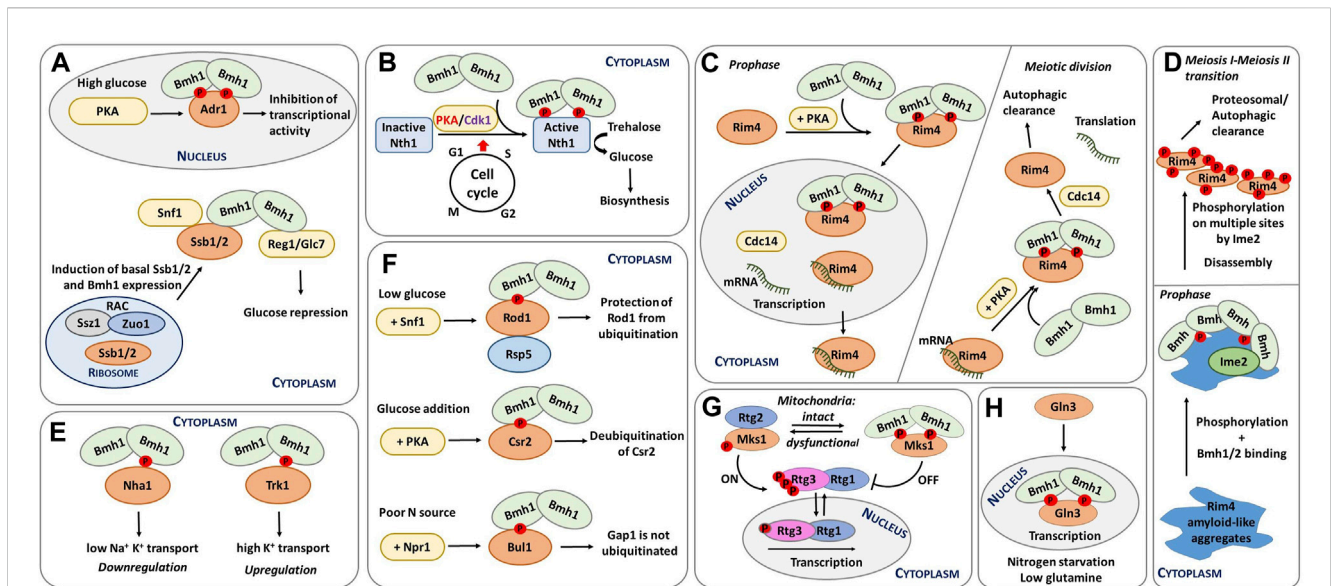 A
High glucose
Bmh1 Bmh1
P P
PKA
Adr1
Inhibition of
transcriptional
activity
NUCLEUS
Snf1
Bmh1 Bmh1
Ssb1/2
Reg1/Glc7
Induction of basal Ssb1/2
and Bmh1 expression
RAC
Ssz1 Zuo1
Ssb1/2
RIBOSOME
Glucose repression
CYTOPLASM
B
CYTOPLASM
Bmh1 Bmh1
Bmh1 Bmh1
P P
PKA/Cdk1
Inactive
Nth1
Active
Nth1
Trehalose
Glucose
Biosynthesis
G1 S
Cell
cycle
M G2
C
Prophase
Bmh1 Bmh1
Rim4
+ PKA
Bmh1 Bmh1
P P
Rim4
NUCLEUS
Bmh1 Bmh1
P P
Rim4
Cdc14
Rim4
mRNA
Transcription
CYTOPLASM
Rim4
Meiotic division
Autophagic
clearance
Translation
Rim4
Cdc14
Bmh1 Bmh1
P P
Rim4
+ PKA
Bmh1 Bmh1
mRNA
Rim4
D
Meiosis I-Meiosis II
transition
Proteosomal/
Autophagic
clearance
P P P P P P P P P P P
Rim4
Rim4
Rim4
Phosphorylation
on multiple sites
by Ime2
Disassembly
Prophase
Bmh Bmh Bmh Bmh
P P
Ime2
Phosphorylation
+
Bmh1/2 binding
Rim4
amyloid-like
aggregates
CYTOPLASM
E
CYTOPLASM
Bmh1 Bmh1
P
Nha1
low Na⁺ K⁺ transport
Downregulation
Bmh1 Bmh1
P
Trk1
high K⁺ transport
Upregulation
F
CYTOPLASM
Low glucose
+ Snf1
Bmh1 Bmh1
P
Rod1
Rsp5
Protection of
Rod1 from
ubiquitination
Glucose addition
+ PKA
Bmh1 Bmh1
P
Csr2
Deubiquitination
of Csr2
Poor N source
+ Npr1
Bmh1 Bmh1
P
Bul1
Gap1 is not
ubiquitinated
G
Mitochondria:
intact
dysfunctional
Rtg2
P Mks1
Bmh1 Bmh1
P P
Mks1
ON
OFF
P P P Rtg3 Rtg1
P Rtg3 Rtg1
NUCLEUS
Transcription
CYTOPLASM
H
Gln3
NUCLEUS
Bmh1 Bmh1
P P
Gln3
Transcription
Nitrogen starvation
Low glutamine